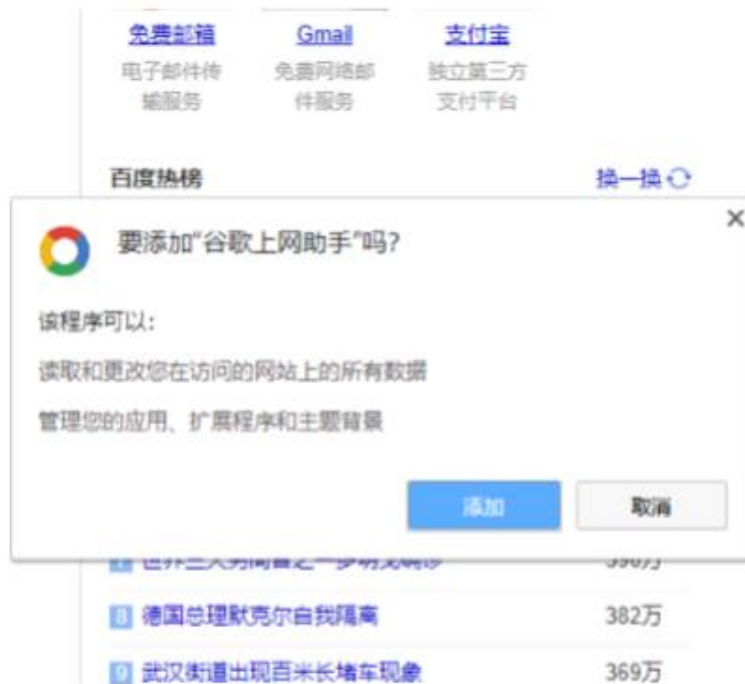 免费邮箱 Gmail 支付宝
电子邮件传 免费网络邮 独立第三方
输服务 件服务 支付平台
百度热榜 换一换
要添加“谷歌上网助手”吗?
该程序可以:
读取和更改您在访问的网站上的所有数据
管理您的应用、扩展程序和主题背景
添加 取消
8 德国总理默克尔自我隔离 382万
9 武汉街道出现百米长堵车现象 369万